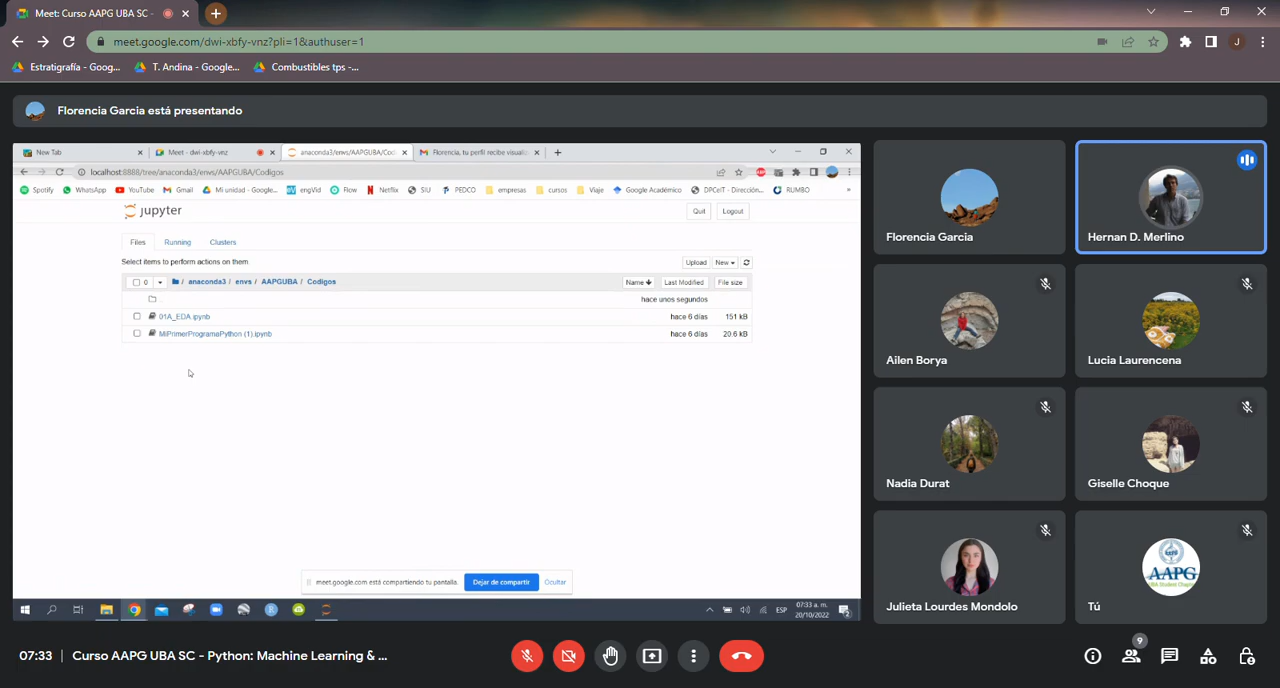 Meet: Curso AAPG UBA SC -
meet.google.com/dwi-xbfy-vnz?pli=1&authuser=1
J
Estratigrafía - Goog...
T. Andina - Google...
Combustibles tps -...
Florencia Garcia está presentando
New Tab
Meet - dwi-xbfy-vnz
anaconda3/envs/AAPGUBA/Cod
Florencia, tu perfil recibe visualiz
localhost:8888/tree/anaconda3/envs/AAPGUBA/Codigos
Spotify
WhatsApp
YouTube
Gmail
Mi unidad - Google...
engVid
Flow
Netflix
SIU
PEDCO
empresas
cursos
Viaje
Google Académico
DPCeIT - Dirección...
RUMBO
»
jupyter
Quit
Logout
Files
Running
Clusters
Select items to perform actions on them
Upload
New
0
/ anaconda3 / envs / AAPGUBA / Codigos
Name
Last Modified
File size
..
hace unos segundos
01A_EDA.ipynb
hace 6 días
151 kB
MiPrimerProgramaPython (1).ipynb
hace 6 días
20.6 kB
meet.google.com está compartiendo tu pantalla.
Dejar de compartir
Ocultar
ESP
07:33 a. m.
20/10/2022
Florencia Garcia
Hernan D. Merlino
Ailen Borya
Lucia Laurencena
Nadia Durat
Giselle Choque
Julieta Lourdes Mondolo
AAPG
UBA Student Chapter
Tú
07:33 | Curso AAPG UBA SC - Python: Machine Learning & ...
9